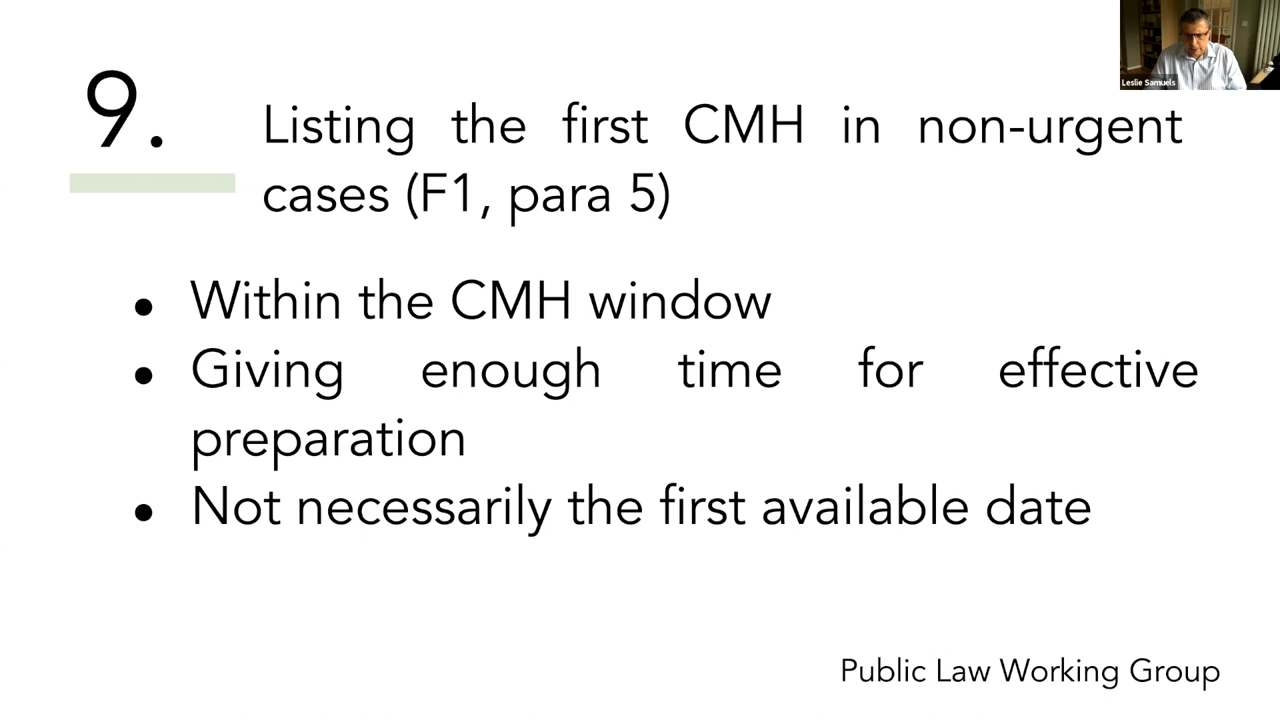 Leslie Samuels
9.
Listing the first CMH in non-urgent
cases (F1, para 5)
● Within the CMH window
● Giving enough time for effective
preparation
● Not necessarily the first available date
Public Law Working Group